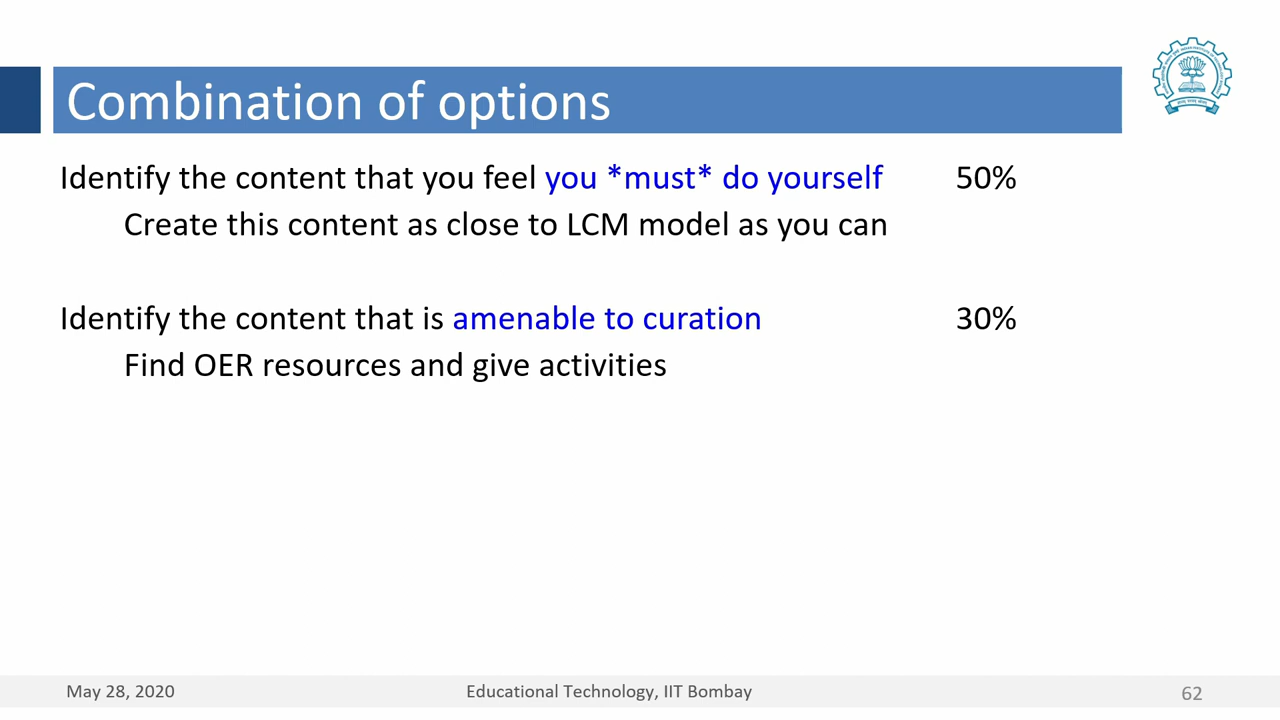 Combination of options
Identify the content that you feel you *must* do yourself 50%
Create this content as close to LCM model as you can
Identify the content that is amenable to curation 30%
Find OER resources and give activities
May 28, 2020 Educational Technology, IIT Bombay 62